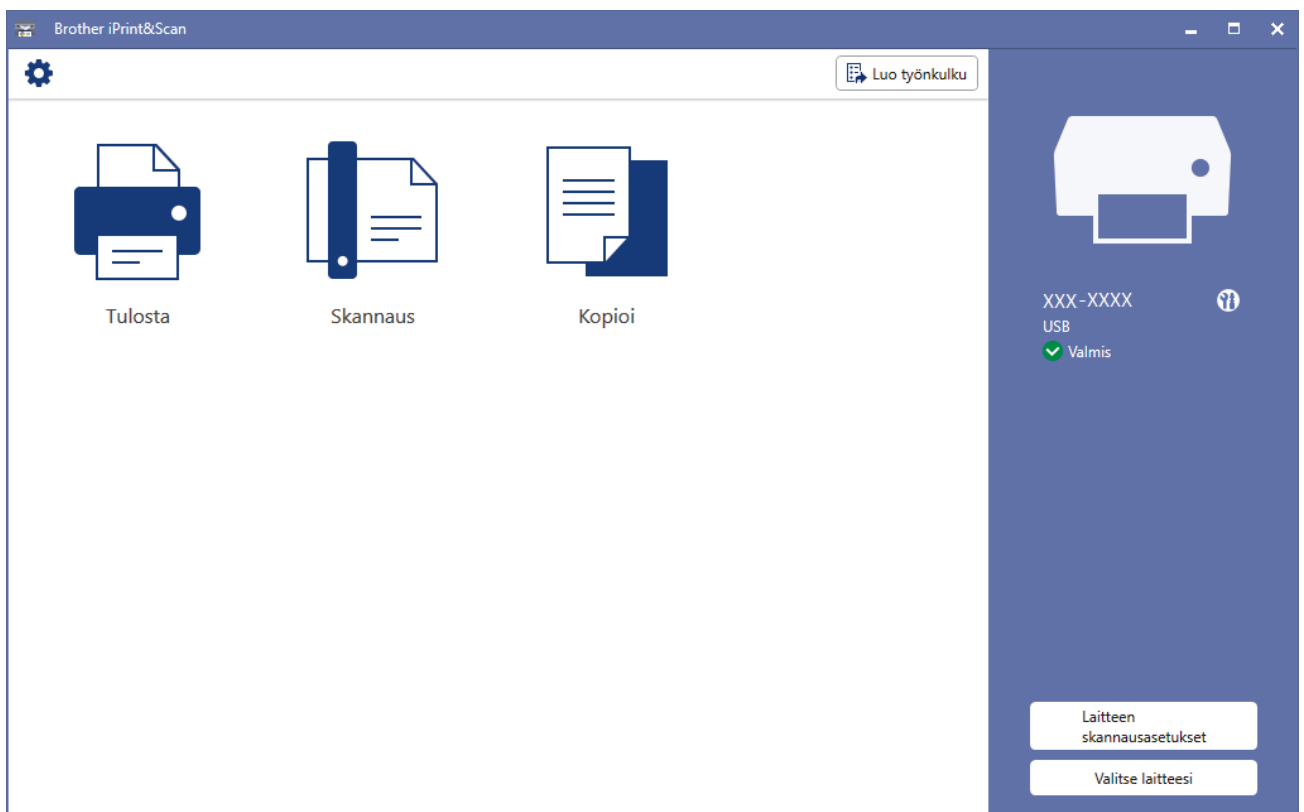 Brother iPrint&Scan
Luo työnkulku
Tulosta
Skannaus
Kopioi
XXX-XXXX
USB
Valmis
Laitteen
skannausasetukset
Valitse laitteesi